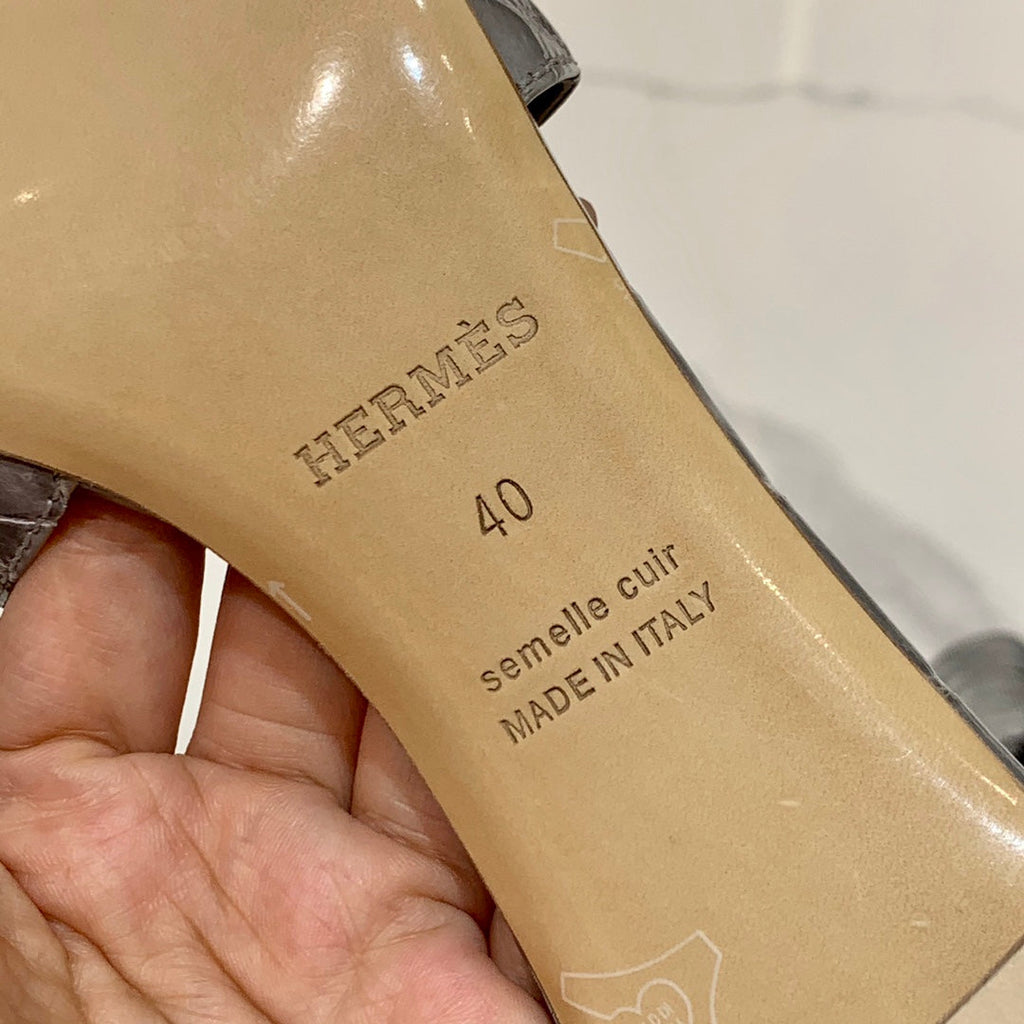 HERMÈS
40
semelle cuir
MADE IN ITALY